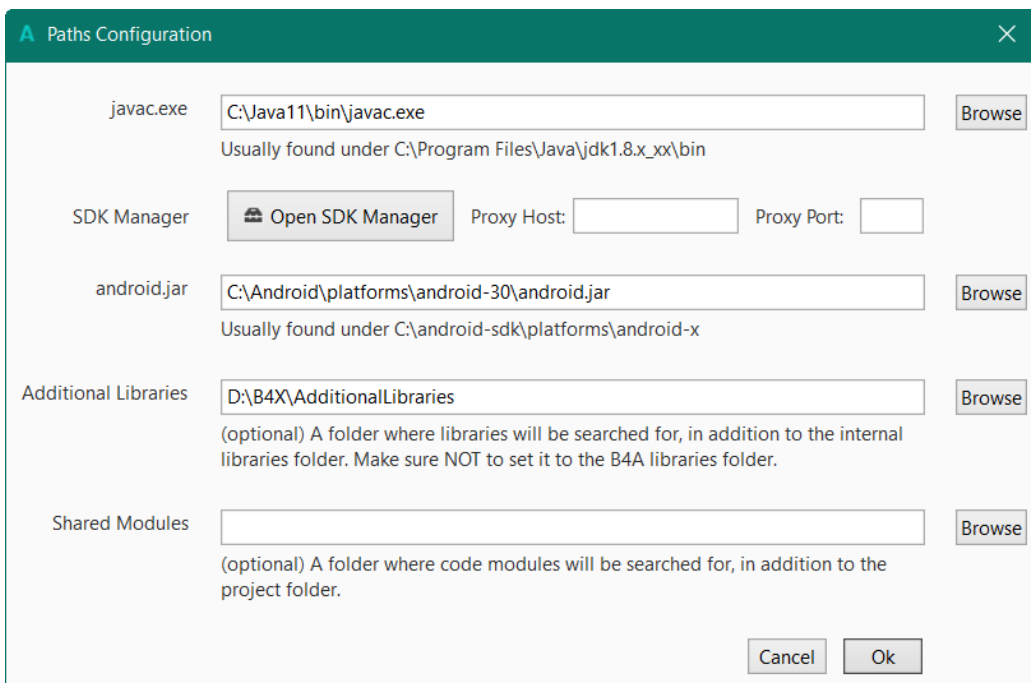 A Paths Configuration
javac.exe C:\Java11\bin\javac.exe Browse
Usually found under C:\Program Files\Java\jdk1.8.x_xx\bin
SDK Manager Open SDK Manager Proxy Host: Proxy Port:
android.jar C:\Android\platforms\android-30\android.jar Browse
Usually found under C:\android-sdk\platforms\android-x
Additional Libraries D:\B4X\AdditionalLibraries Browse
(optional) A folder where libraries will be searched for, in addition to the internal
libraries folder. Make sure NOT to set it to the B4A libraries folder.
Shared Modules Browse
(optional) A folder where code modules will be searched for, in addition to the
project folder.
Cancel Ok